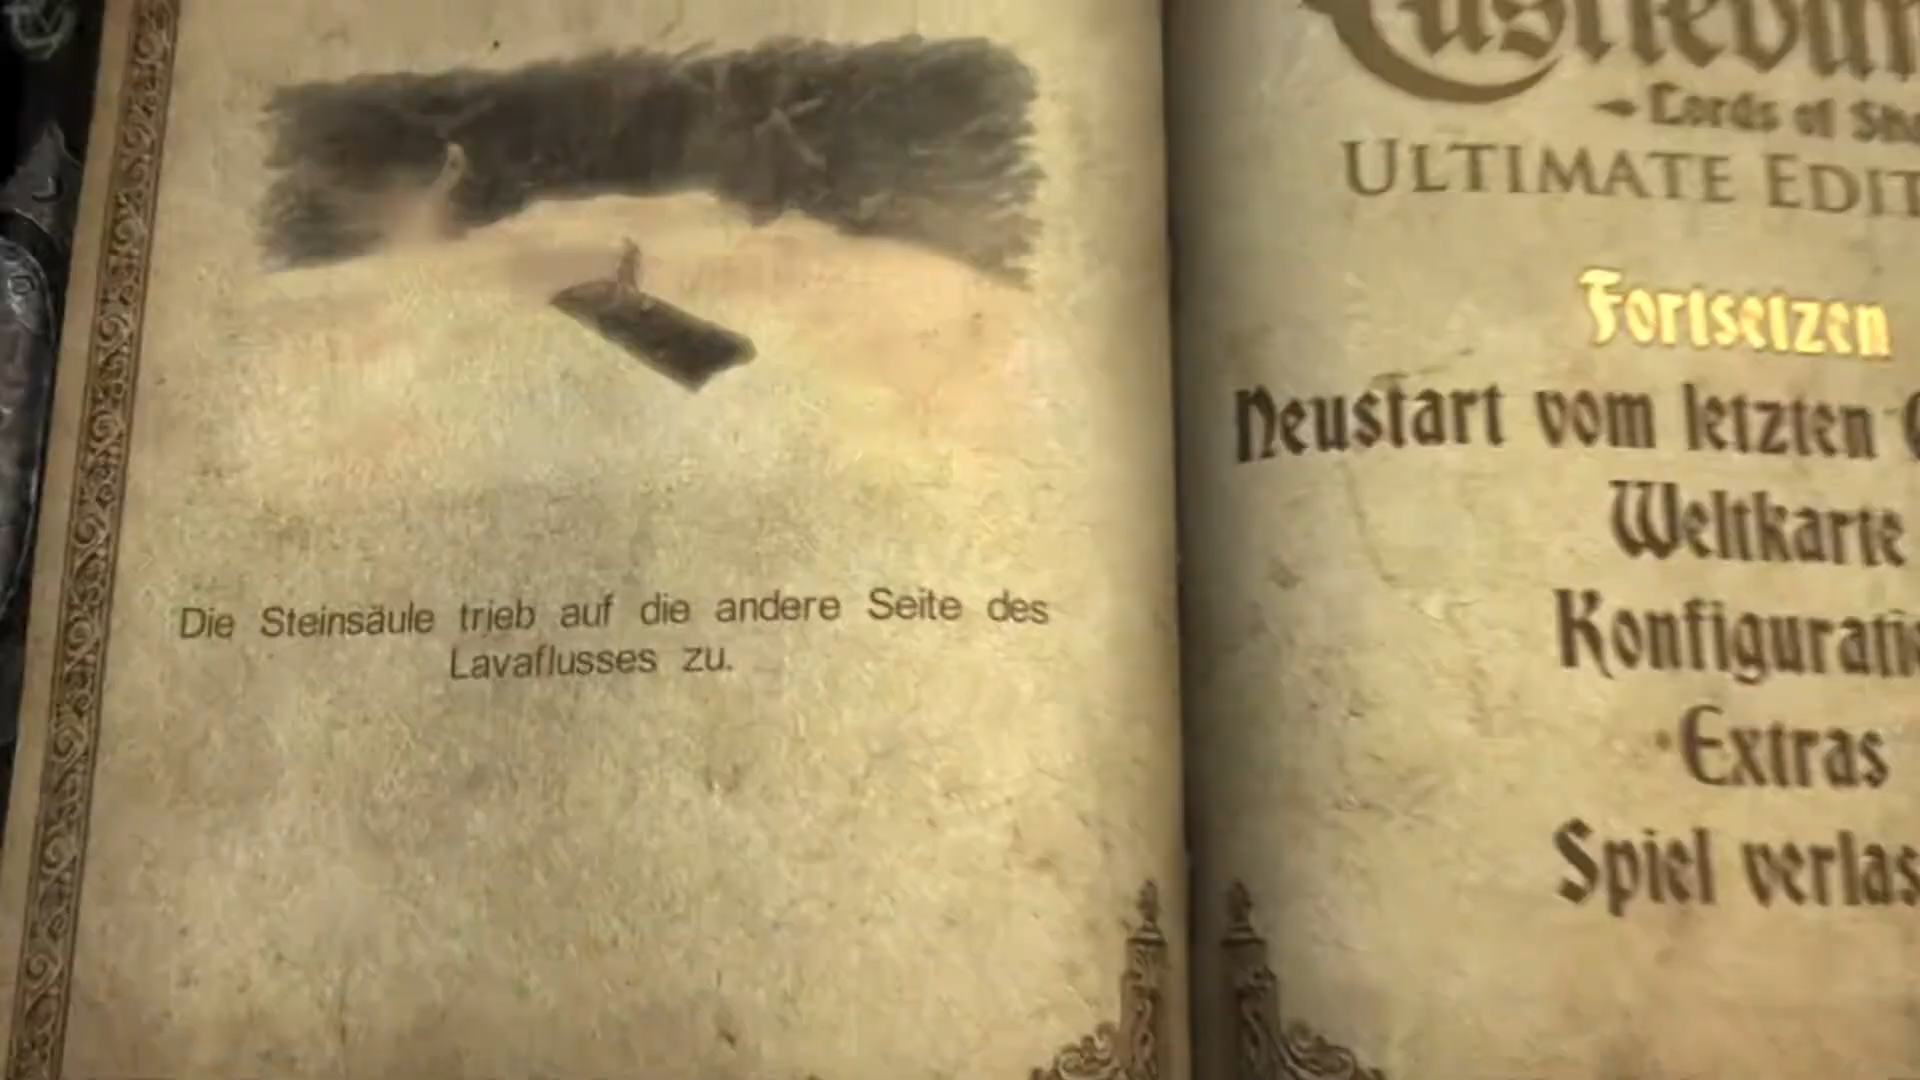 Die Steinsäule trieb auf die andere Seite des
Lavaflusses zu.
Lords of
ULTIMATE
Fortsetzen
Neustart vom letzten
Weltkarte
Extras
Spiel